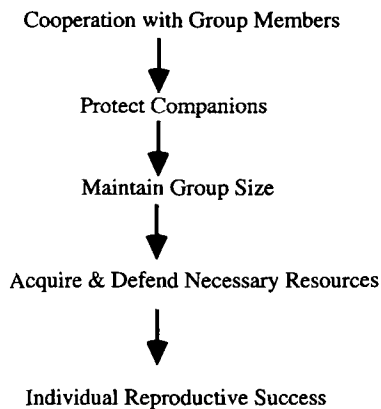 Cooperation with Group Members
Protect Companions
Maintain Group Size
Acquire & Defend Necessary Resources
Individual Reproductive Success